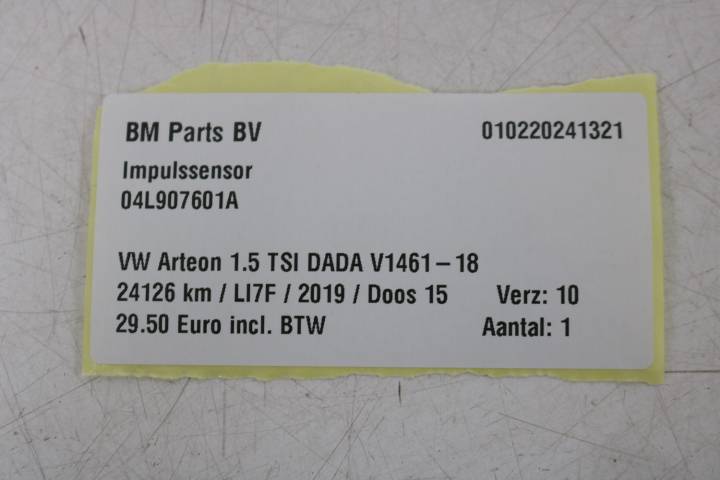 BM Parts BV 010220241321
Impulssensor
04L907601A
VW Arteon 1.5 TSI DADA V1461-18
24126 km / LI7F / 2019 / Doos 15 Verz: 10
29.50 Euro incl. BTW Aantal: 1